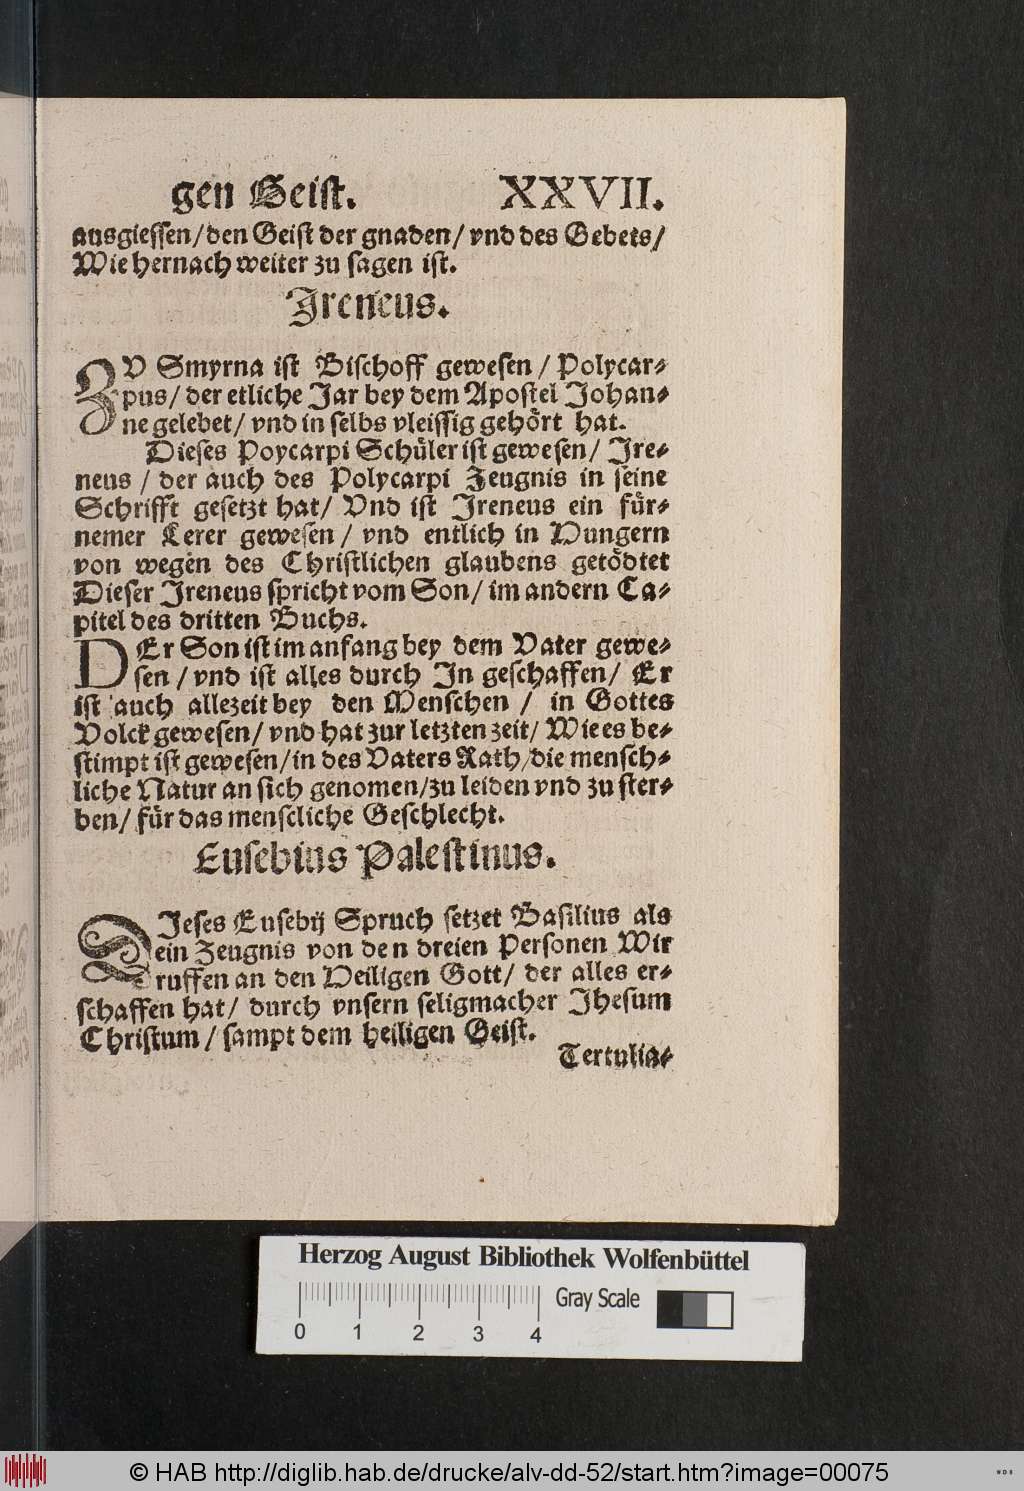 gen Geist. XXVII.
ausgiessen/ den Geist der gnaden/ vnd des Gebets/
Wie hernach weiter zu sagen ist.
Jreneus.
ZV Smyrna ist Bischoff gewesen / Polycar-
pus/ der etliche Jar bey dem Apostel Johan-
ne gelebet/ vnd in selbs vleissig gehört hat.
Dieses Poycarpi Schüler ist gewesen/ Jre-
neus / der auch des Polycarpi Zeugnis in seine
Schrifft gesetzt hat/ Vnd ist Jreneus ein für-
nemer Lerer gewesen / vnd entlich in Hungern
von wegen des Christlichen glaubens getödtet
Dieser Jreneus spricht vom Son/ im andern Ca-
pitel des dritten Buchs.
DEr Son ist im anfang bey dem Vater gewe-
sen / vnd ist alles durch Jn geschaffen/ Er
ist auch allezeit bey den Menschen / in Gottes
Volck gewesen/ vnd hat zur letzten zeit/ Wie es be-
stimpt ist gewesen/ in des Vaters Rath/ die mensch-
liche Natur an sich genomen/ zu leiden vnd zu ster-
ben/ für das menscliche Geschlecht.
Eusebius Palestinus.
DJeses Eusebij Spruch setzet Basilius als
ein Zeugnis von den dreien Personen Wir
ruffen an den Heiligen Gott/ der alles er-
schaffen hat/ durch vnsern seligmacher Jhesum
Christum / sampt dem heiligen Geist.
Tertulia-
Herzog August Bibliothek Wolfenbüttel
Gray Scale
0 1 2 3 4
© HAB http://diglib.hab.de/drucke/alv-dd-52/start.htm?image=00075